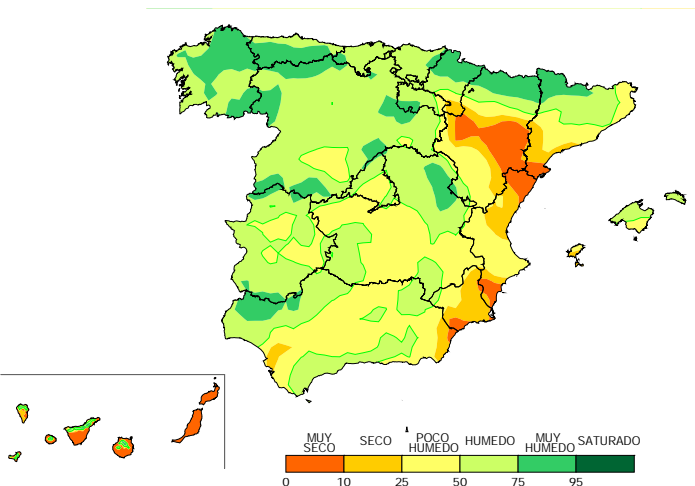 MUY SECO
SECO
POCO HUMEDO
HUMEDO
MUY HUMEDO
SATURADO
0 10 25 50 75 95